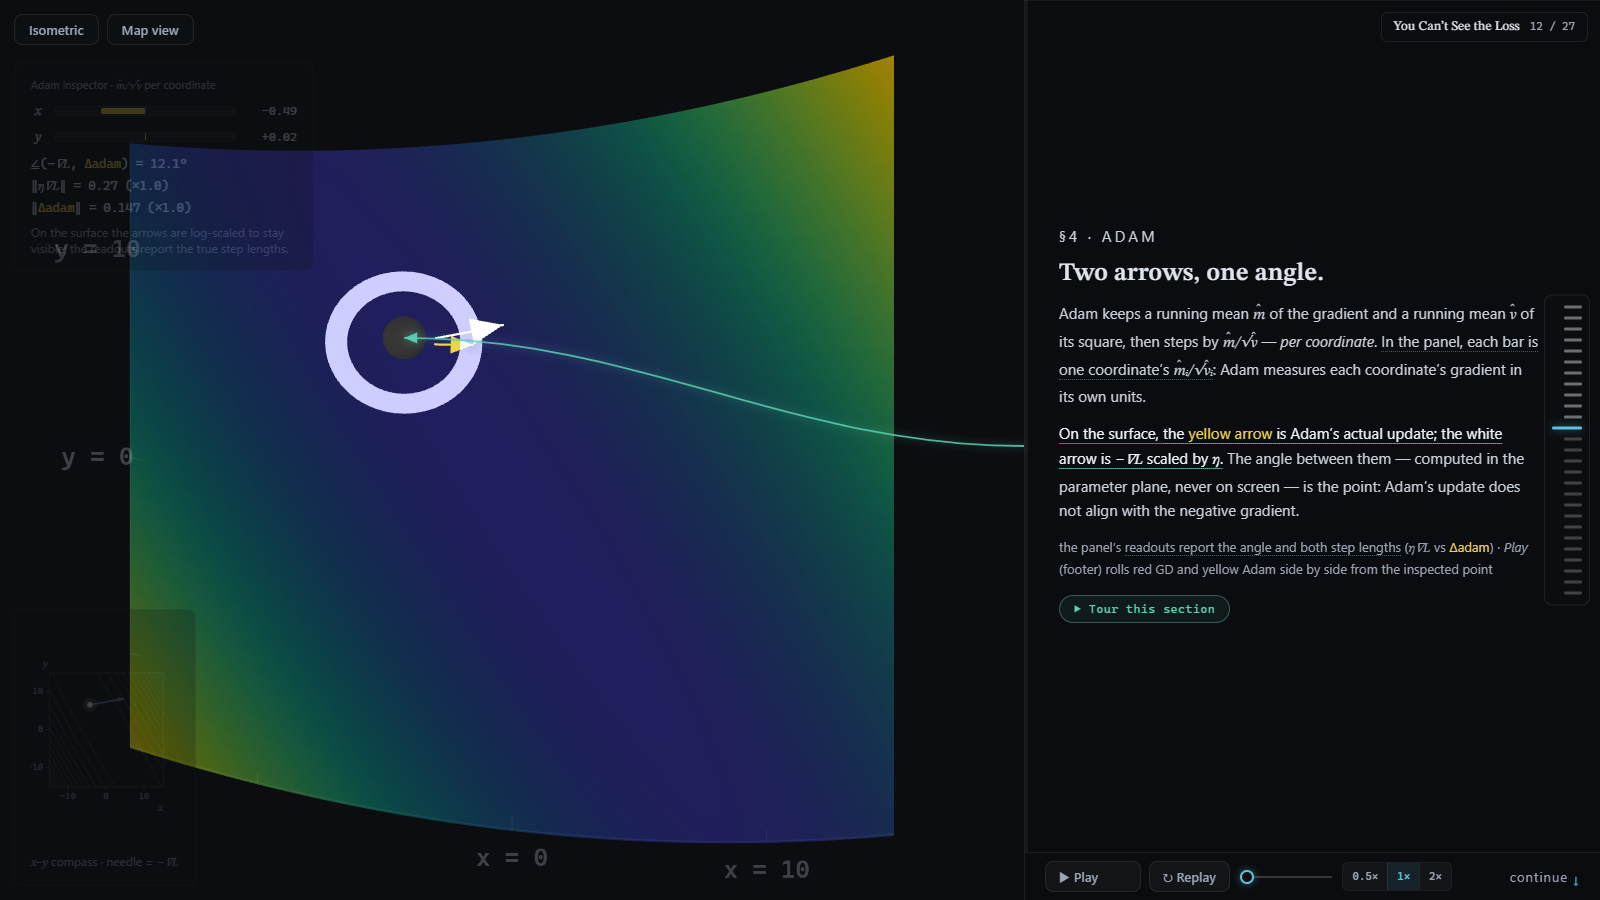 Isometric
Map view
You Can't See the Loss 12 / 27
Adam inspector · m̂/√v̂ per coordinate
x −0.49
y +0.02
∠(−∇L, Δadam) = 12.1°
‖η∇L‖ = 0.27 (×1.0)
‖Δadam‖ = 0.147 (×1.0)
On the surface the arrows are log-scaled to stay
visible; the readouts report the true step lengths.
y = 10
y = 0
x = 0
x = 10
y
10
0
-10
−10 0 10
x
x–y compass · needle = −∇L
§4 · ADAM
Two arrows, one angle.
Adam keeps a running mean m̂ of the gradient and a running mean v̂ of
its square, then steps by m̂/√v̂ — per coordinate. In the panel, each bar is
one coordinate's m̂ᵢ/√v̂ᵢ: Adam measures each coordinate's gradient in
its own units.
On the surface, the yellow arrow is Adam's actual update; the white
arrow is −∇L scaled by η. The angle between them — computed in the
parameter plane, never on screen — is the point: Adam's update does
not align with the negative gradient.
the panel's readouts report the angle and both step lengths (η∇L vs Δadam) · Play
(footer) rolls red GD and yellow Adam side by side from the inspected point
▶ Tour this section
▶ Play
↻ Replay
0.5× 1× 2×
continue ↓